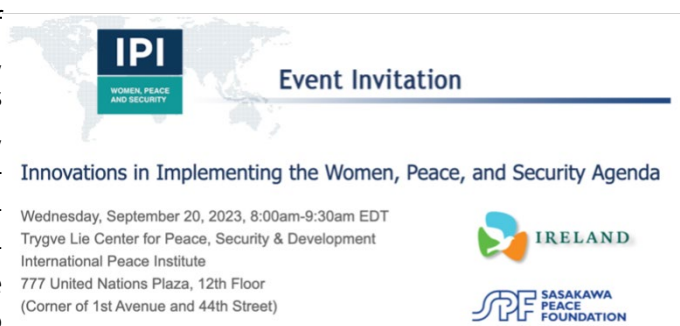 IPI
WOMEN, PEACE
AND SECURITY
Event Invitation
Innovations in Implementing the Women, Peace, and Security Agenda
Wednesday, September 20, 2023, 8:00am-9:30am EDT
Trygve Lie Center for Peace, Security & Development
International Peace Institute
777 United Nations Plaza, 12th Floor
(Corner of 1st Avenue and 44th Street)
IRELAND
SPF SASAKAWA
PEACE
FOUNDATION